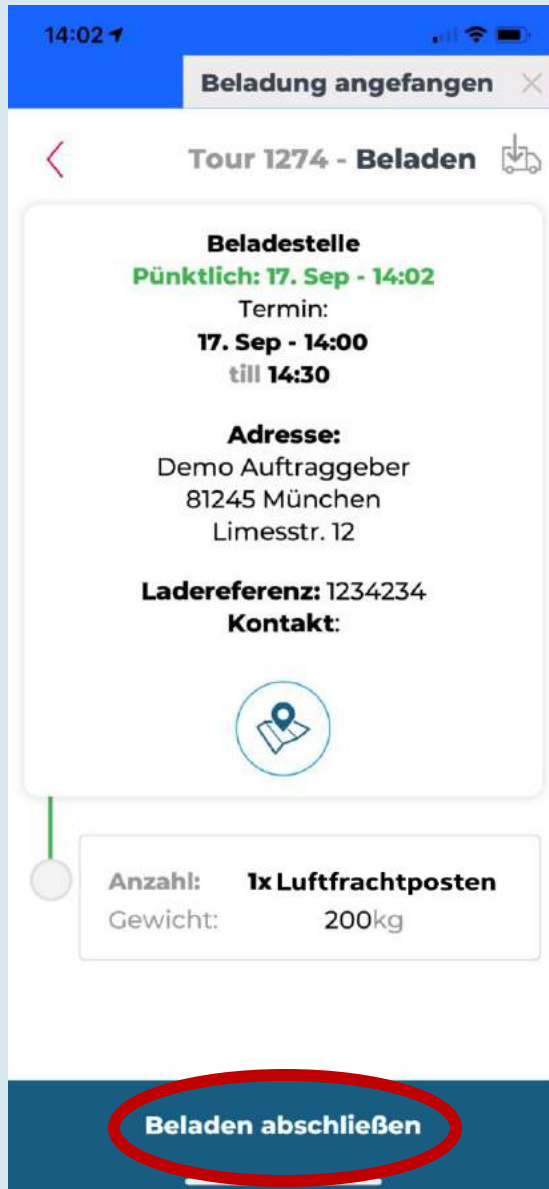 14:02
Beladung angefangen
Tour 1274 - Beladen
Beladestelle
Pünktlich: 17. Sep - 14:02
Termin:
17. Sep - 14:00
till 14:30
Adresse:
Demo Auftraggeber
81245 München
Limesstr. 12
Ladereferenz: 1234234
Kontakt:
Anzahl: 1x Luftfrachtposten
Gewicht: 200kg
Beladen abschließen